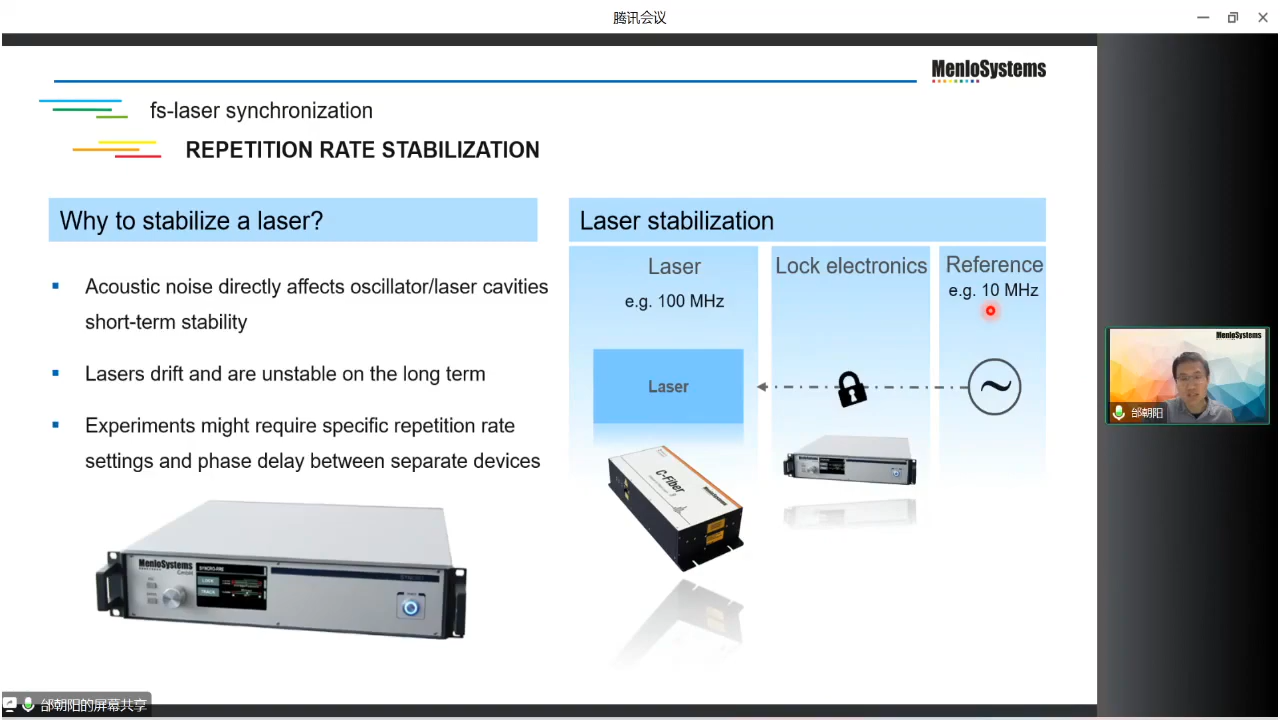 腾讯会议
MenloSystems
fs-laser synchronization
REPETITION RATE STABILIZATION
Why to stabilize a laser?
Acoustic noise directly affects oscillator/laser cavities
short-term stability
Lasers drift and are unstable on the long term
Experiments might require specific repetition rate
settings and phase delay between separate devices
MenloSystems
SYNCRO-RRE
LOCK
TRACK
Laser stabilization
Laser
e.g. 100 MHz
Lock electronics
Reference
e.g. 10 MHz
Laser
C-Fiber
MenloSystems
MenloSystems
邰朝阳
邰朝阳的屏幕共享